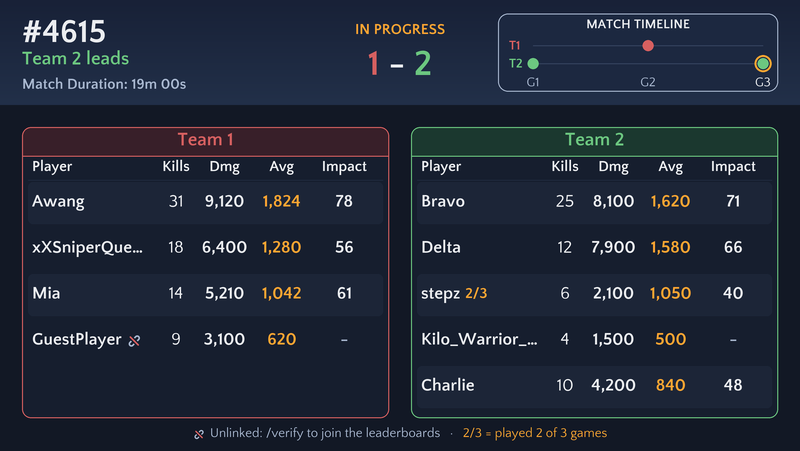 #4615
Team 2 leads
Match Duration: 19m 00s
IN PROGRESS
1 – 2
MATCH TIMELINE
T1
T2
G1 G2 G3
Team 1
Player Kills Dmg Avg Impact
Awang 31 9,120 1,824 78
xXSniperQue... 18 6,400 1,280 56
Mia 14 5,210 1,042 61
GuestPlayer 9 3,100 620 –
Team 2
Player Kills Dmg Avg Impact
Bravo 25 8,100 1,620 71
Delta 12 7,900 1,580 66
stepz 2/3 6 2,100 1,050 40
Kilo_Warrior_... 4 1,500 500 –
Charlie 10 4,200 840 48
Unlinked: /verify to join the leaderboards · 2/3 = played 2 of 3 games